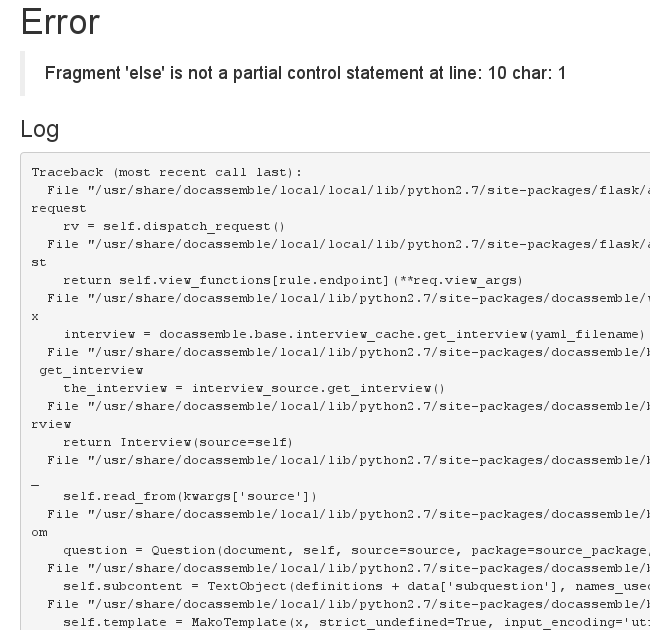 Error
Fragment 'else' is not a partial control statement at line: 10 char: 1
Log
Traceback (most recent call last):
  File "/usr/share/docassemble/local/local/lib/python2.7/site-packages/flask/a
request
    rv = self.dispatch_request()
  File "/usr/share/docassemble/local/local/lib/python2.7/site-packages/flask/a
st
    return self.view_functions[rule.endpoint](**req.view_args)
  File "/usr/share/docassemble/local/local/lib/python2.7/site-packages/docassemble/w
x
    interview = docassemble.base.interview_cache.get_interview(yaml_filename)
  File "/usr/share/docassemble/local/local/lib/python2.7/site-packages/docassemble/b
 get_interview
    the_interview = interview_source.get_interview()
  File "/usr/share/docassemble/local/local/lib/python2.7/site-packages/docassemble/b
rview
    return Interview(source=self)
  File "/usr/share/docassemble/local/local/lib/python2.7/site-packages/docassemble/b
_
    self.read_from(kwargs['source'])
  File "/usr/share/docassemble/local/local/lib/python2.7/site-packages/docassemble/b
om
    question = Question(document, self, source=source, package=source_package,
  File "/usr/share/docassemble/local/local/lib/python2.7/site-packages/docassemble/b
    self.subcontent = TextObject(definitions + data['subquestion'], names_used
  File "/usr/share/docassemble/local/local/lib/python2.7/site-packages/docassemble/b
    self.template = MakoTemplate(x, strict_undefined=True, input_encoding='utf